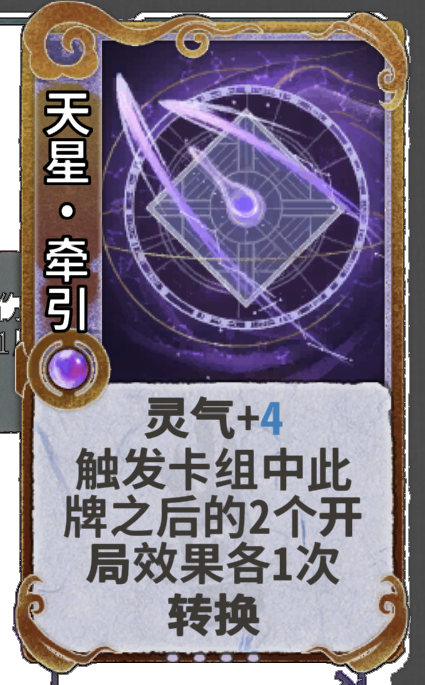 天星·牵引
灵气+4
触发卡组中此
牌之后的2个开
局效果各1次
转换